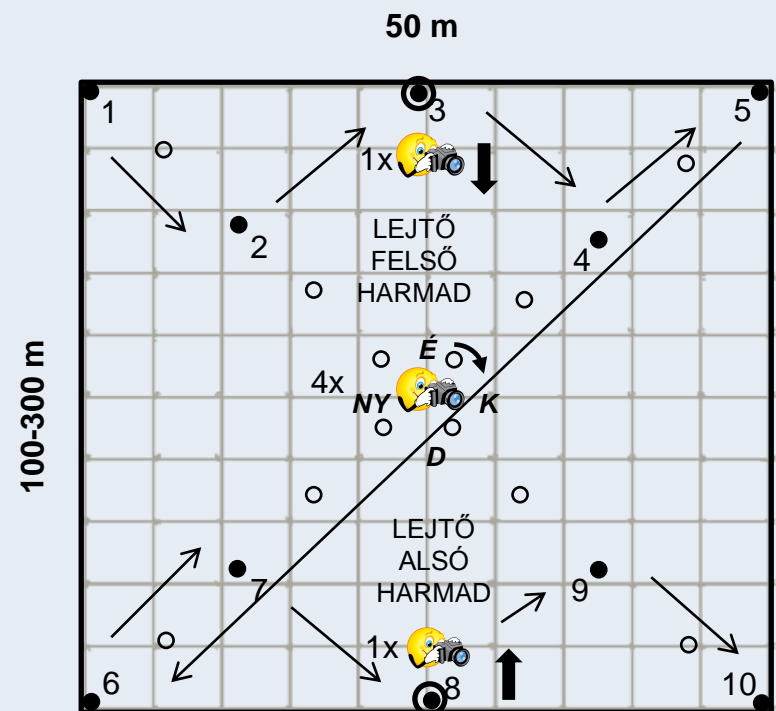 50 m
1
3
5
1x
2
LEJTŐ
FELSŐ
HARMAD
4
É
4x
NY
K
D
100-300 m
LEJTŐ
ALSÓ
HARMAD
7
9
1x
6
8
10